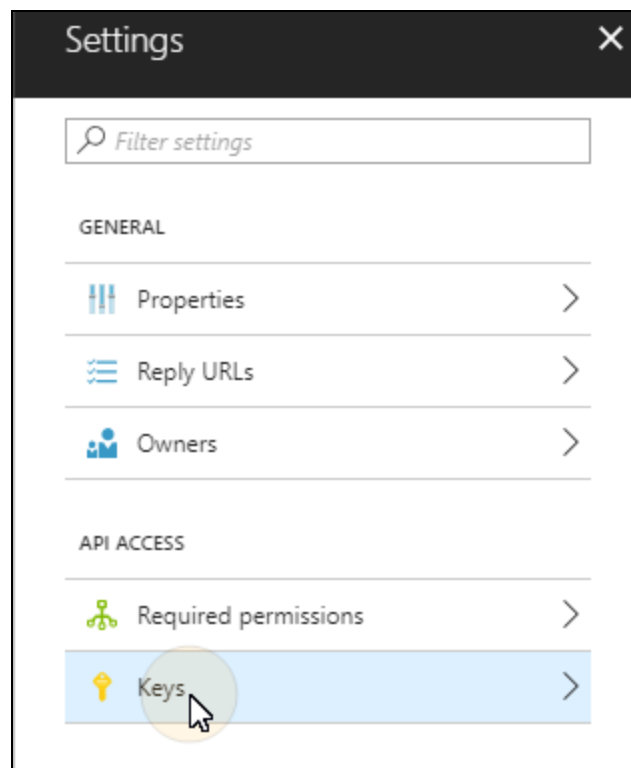 Settings
Filter settings
GENERAL
Properties
Reply URLs
Owners
API ACCESS
Required permissions
Keys